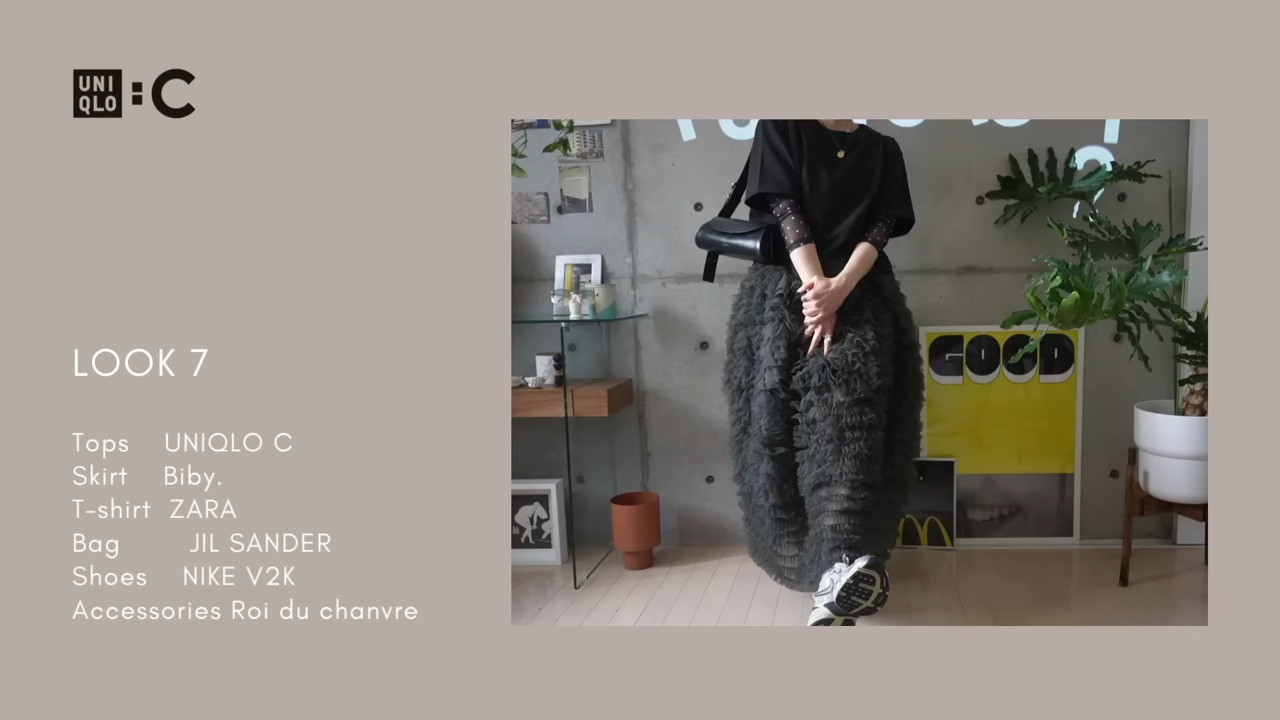 UNI
QLO : C
LOOK 7
Tops UNIQLO C
Skirt Biby.
T-shirt ZARA
Bag JIL SANDER
Shoes NIKE V2K
Accessories Roi du chanvre
GOOD